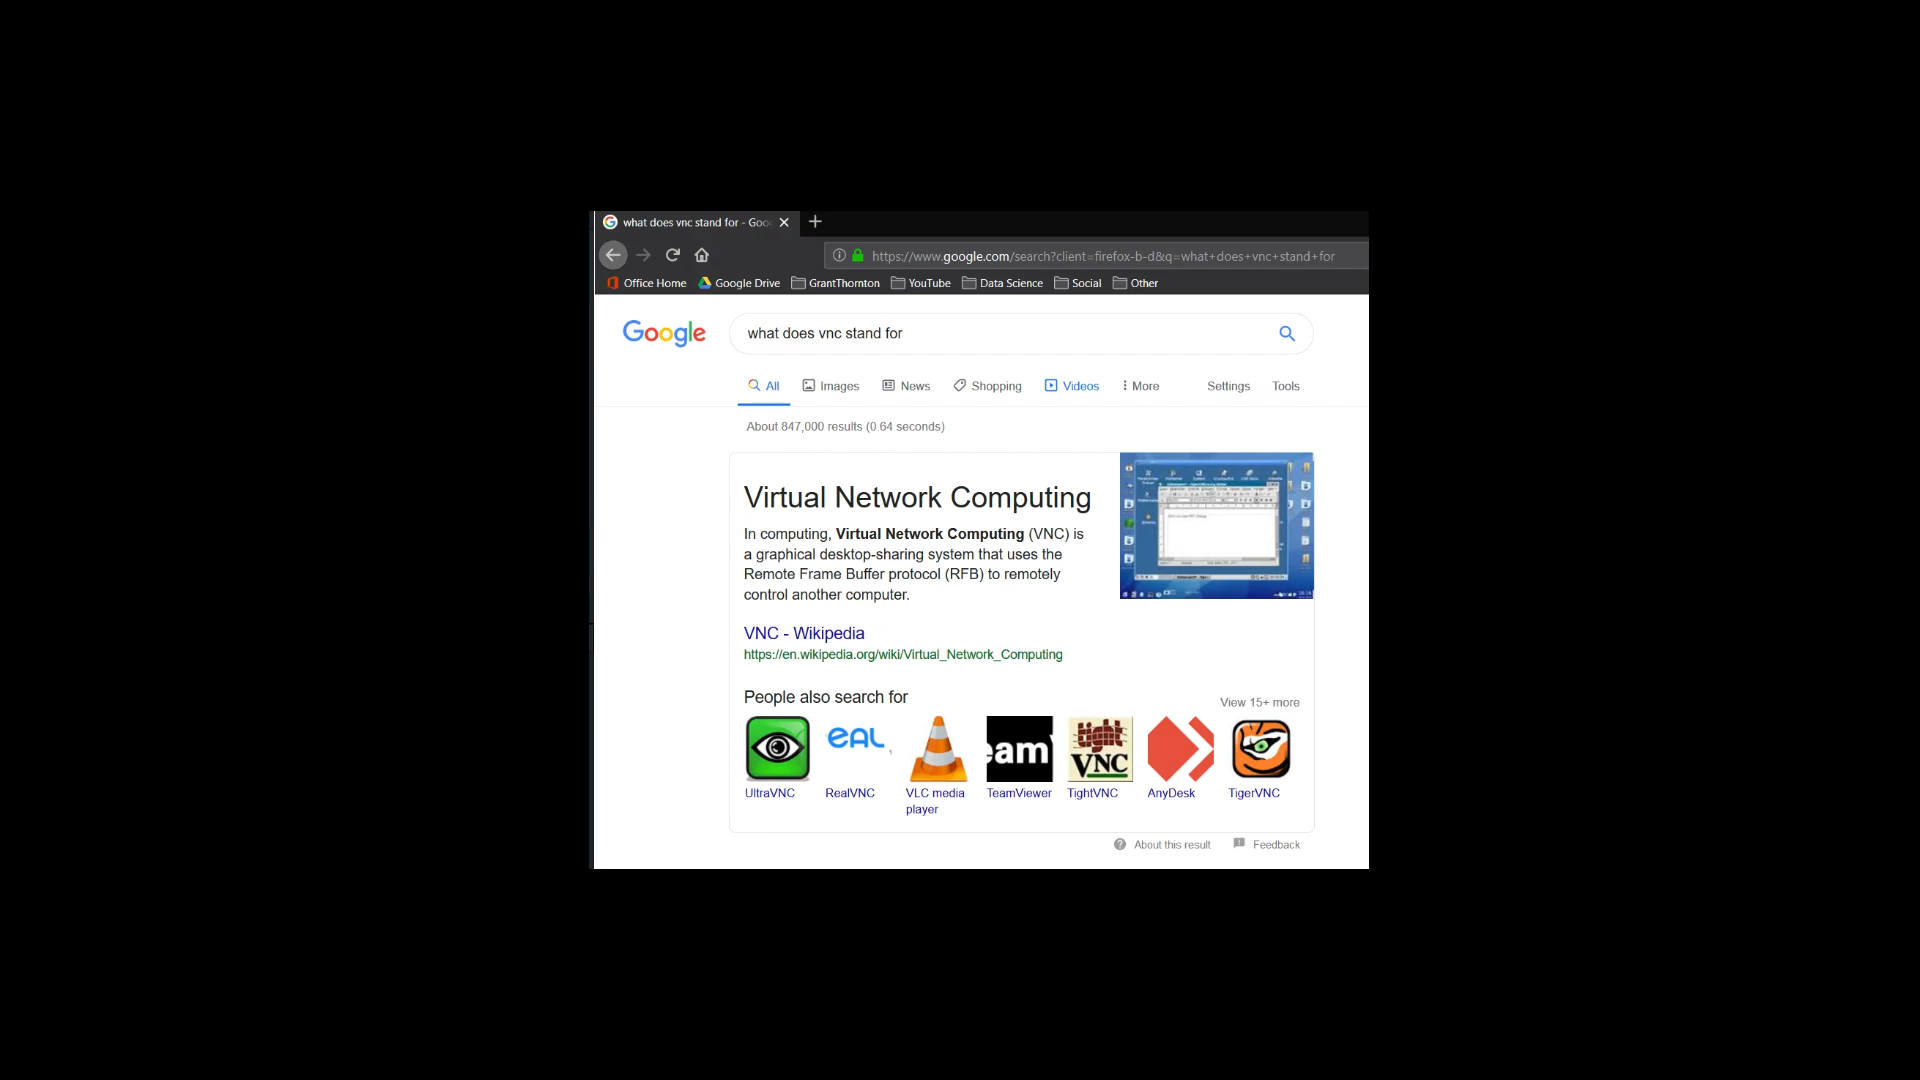 what does vnc stand for - Goo
https://www.google.com/search?client=firefox-b-d&q=what+does+vnc+stand+for
Office Home Google Drive GrantThornton YouTube Data Science Social Other
Google what does vnc stand for
All Images News Shopping Videos More Settings Tools
About 847,000 results (0.64 seconds)
Virtual Network Computing
In computing, Virtual Network Computing (VNC) is
a graphical desktop-sharing system that uses the
Remote Frame Buffer protocol (RFB) to remotely
control another computer.
VNC - Wikipedia
https://en.wikipedia.org/wiki/Virtual_Network_Computing
People also search for
View 15+ more
eam
tight
VNC
UltraVNC RealVNC VLC media TeamViewer TightVNC AnyDesk TigerVNC
player
About this result Feedback